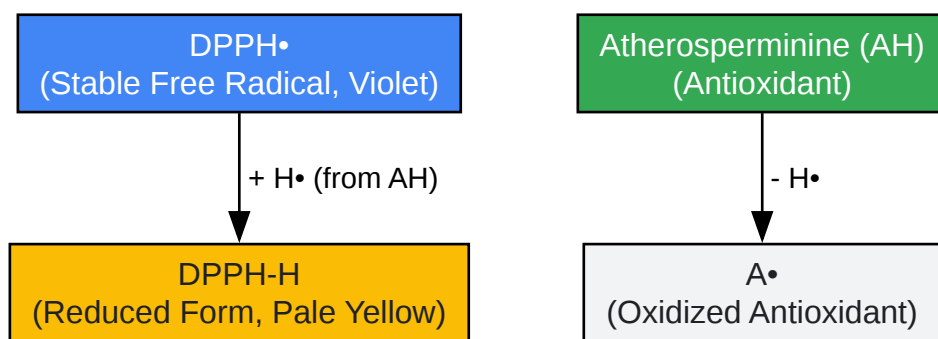 DPPH•
(Stable Free Radical, Violet)
Atherosperminine (AH)
(Antioxidant)
+ H• (from AH)
- H•
DPPH-H
(Reduced Form, Pale Yellow)
A•
(Oxidized Antioxidant)